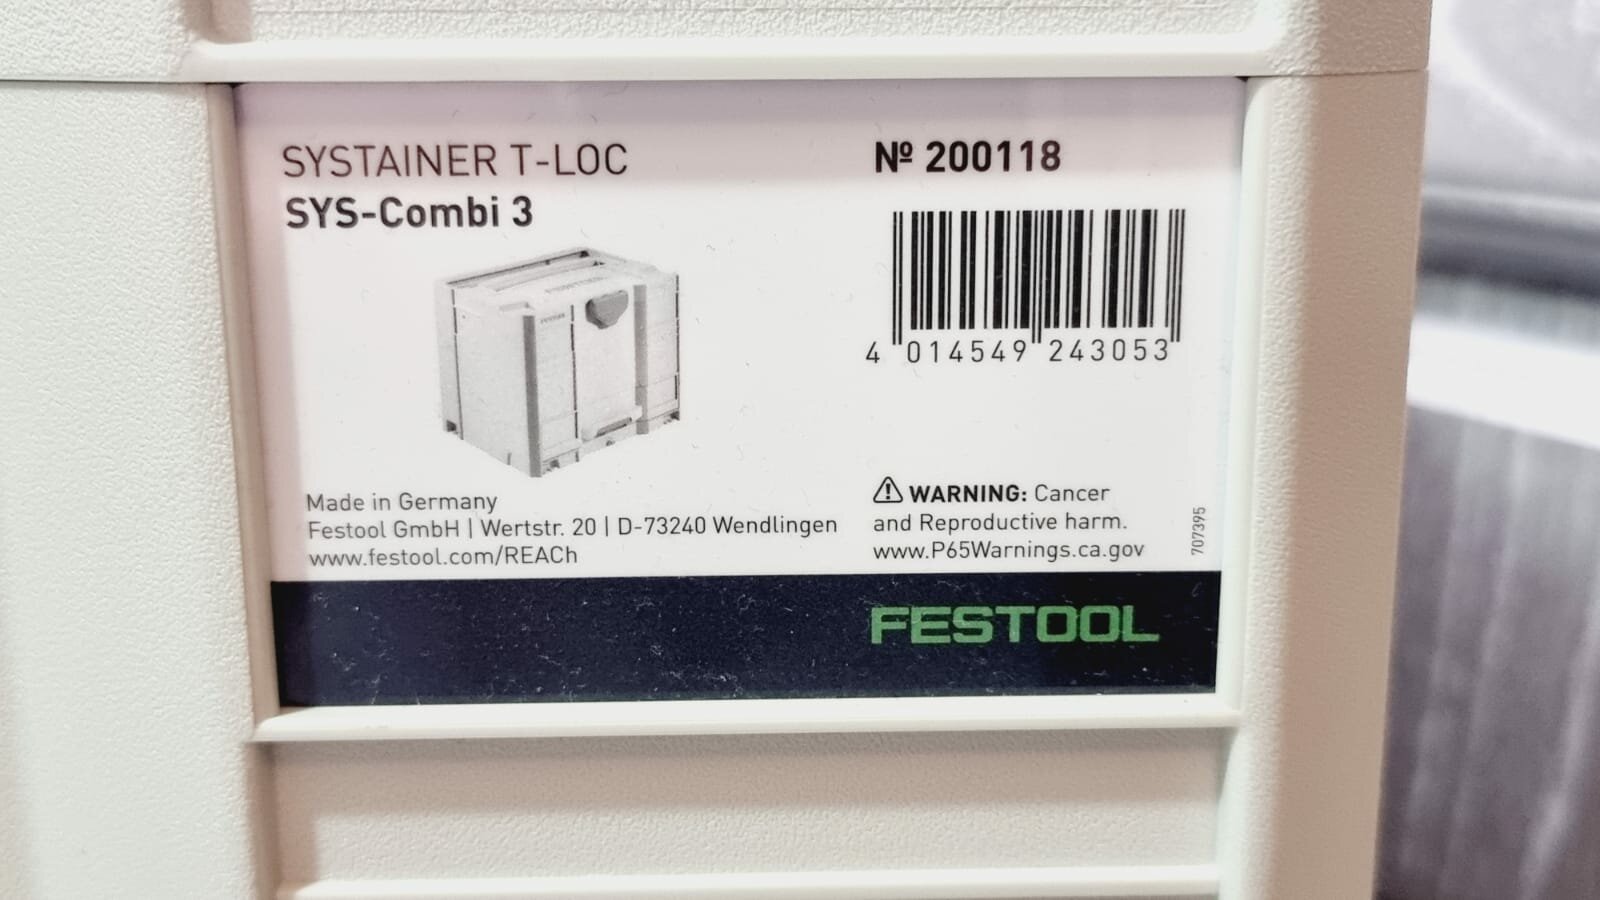 SYSTAINER T-LOC
SYS-Combi 3
№ 200118
4 014549 243053
Made in Germany
Festool GmbH | Wertstr. 20 | D-73240 Wendlingen
www.festool.com/REACh
⚠ WARNING: Cancer
and Reproductive harm.
www.P65Warnings.ca.gov
707395
FESTOOL